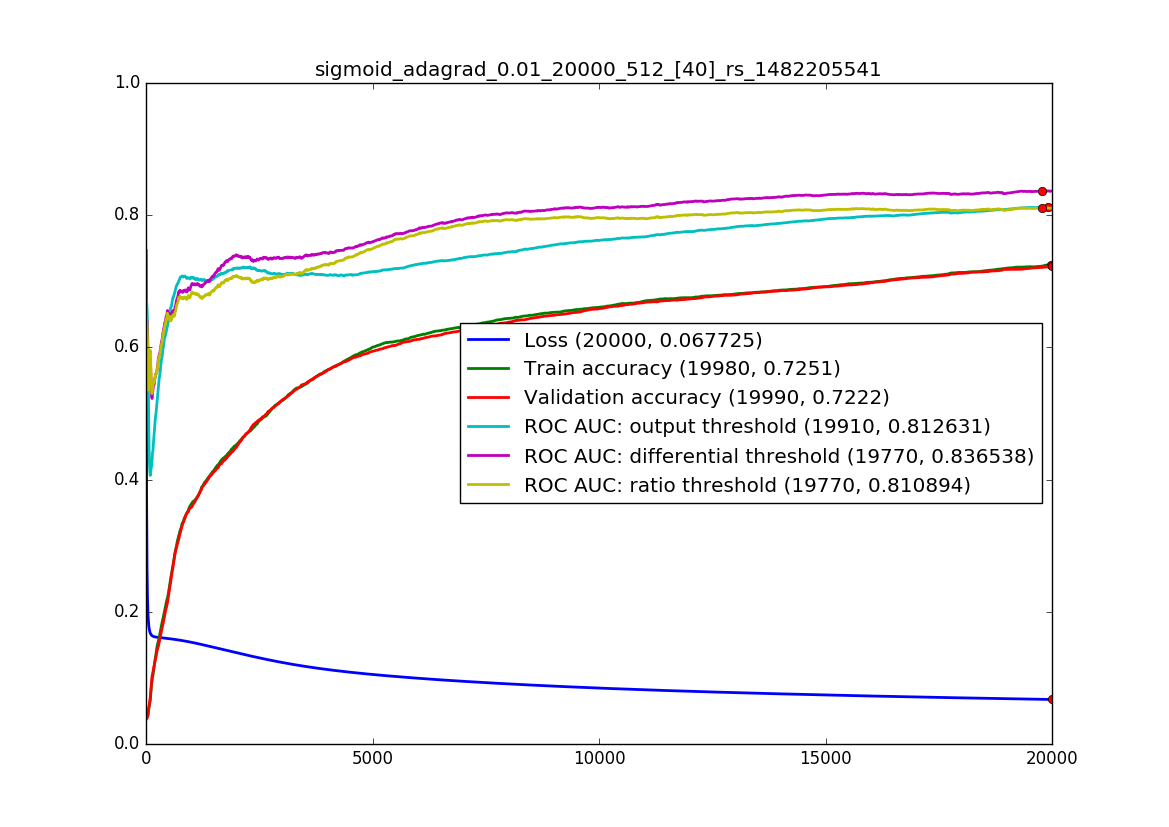 sigmoid_adagrad_0.01_20000_512_[40]_rs_1482205541
1.0
0.8
0.6
0.4
0.2
0.0
Loss (20000, 0.067725)
Train accuracy (19980, 0.7251)
Validation accuracy (19990, 0.7222)
ROC AUC: output threshold (19910, 0.812631)
ROC AUC: differential threshold (19770, 0.836538)
ROC AUC: ratio threshold (19770, 0.810894)
0 5000 10000 15000 20000